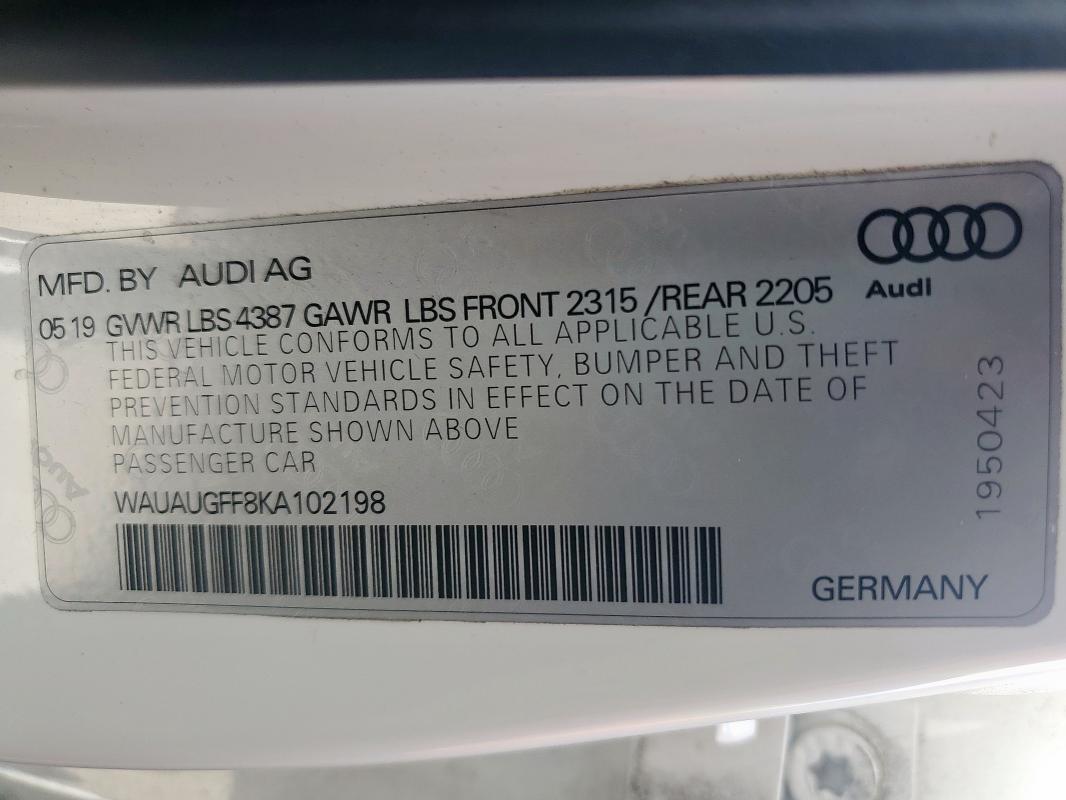 MFD. BY AUDI AG
Audi
05 19 GVWR LBS 4387 GAWR LBS FRONT 2315 /REAR 2205
THIS VEHICLE CONFORMS TO ALL APPLICABLE U.S.
FEDERAL MOTOR VEHICLE SAFETY, BUMPER AND THEFT
PREVENTION STANDARDS IN EFFECT ON THE DATE OF
MANUFACTURE SHOWN ABOVE
PASSENGER CAR
WAUAUGFF8KA102198
1950423
GERMANY
Audi